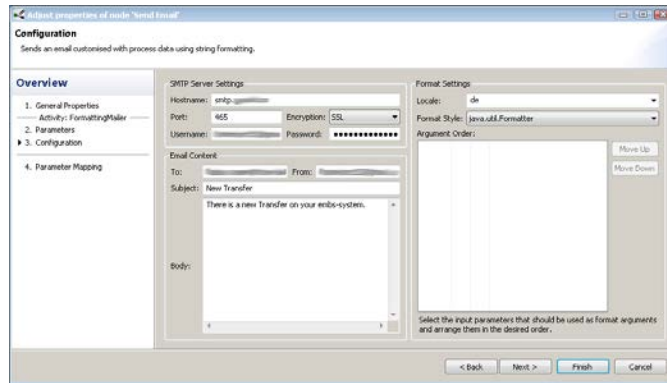 Adjust properties of node "Send Email"
Configuration
Sends an email customised with process data using string formatting.
Overview
1. General Properties
Activity: FormattingMailer
2. Parameters
3. Configuration
4. Parameter Mapping
SMTP Server Settings
Hostname: smtp.
Port: 465 Encryption: SSL
Username: Password: ●●●●●●●●●●●●●
Email Content
To: From:
Subject: New Transfer
There is a new Transfer on your embs-system.
Body:
Format Settings
Locale: de
Format Style: java.util.Formatter
Argument Order:
Move Up
Move Down
Select the input parameters that should be used as format arguments
and arrange them in the desired order.
< Back Next > Finish Cancel